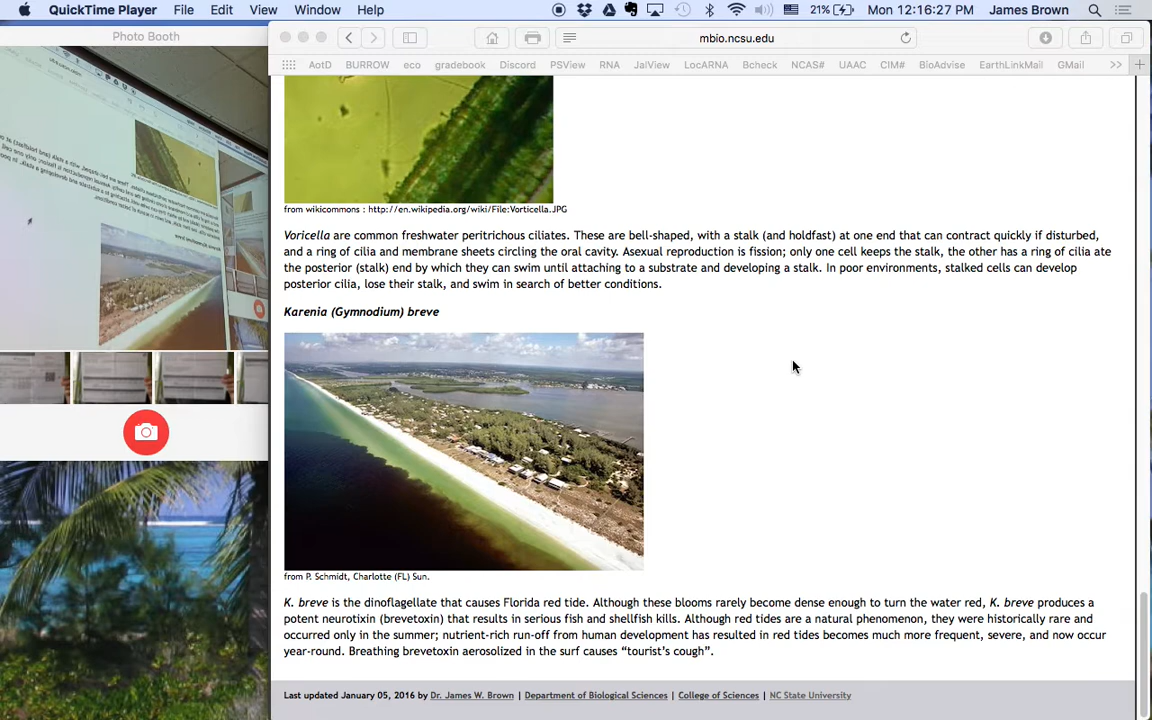 QuickTime Player File Edit View Window Help 21% Mon 12:16:27 PM James Brown
Photo Booth
mbio.ncsu.edu
AotD BURROW eco gradebook Discord PSView RNA JalView LocARNA Bcheck NCAS# UAAC CIM# BioAdvise EarthLinkMail GMail >> +
from wikicommons : http://en.wikipedia.org/wiki/File:Vorticella.JPG
Voricella are common freshwater peritrichous ciliates. These are bell-shaped, with a stalk (and holdfast) at one end that can contract quickly if disturbed,
and a ring of cilia and membrane sheets circling the oral cavity. Asexual reproduction is fission; only one cell keeps the stalk, the other has a ring of cilia ate
the posterior (stalk) end by which they can swim until attaching to a substrate and developing a stalk. In poor environments, stalked cells can develop
posterior cilia, lose their stalk, and swim in search of better conditions.
Karenia (Gymnodium) breve
from P. Schmidt, Charlotte (FL) Sun.
K. breve is the dinoflagellate that causes Florida red tide. Although these blooms rarely become dense enough to turn the water red, K. breve produces a
potent neurotixin (brevetoxin) that results in serious fish and shellfish kills. Although red tides are a natural phenomenon, they were historically rare and
occurred only in the summer; nutrient-rich run-off from human development has resulted in red tides becomes much more frequent, severe, and now occur
year-round. Breathing brevetoxin aerosolized in the surf causes “tourist’s cough”.
Last updated January 05, 2016 by Dr. James W. Brown | Department of Biological Sciences | College of Sciences | NC State University